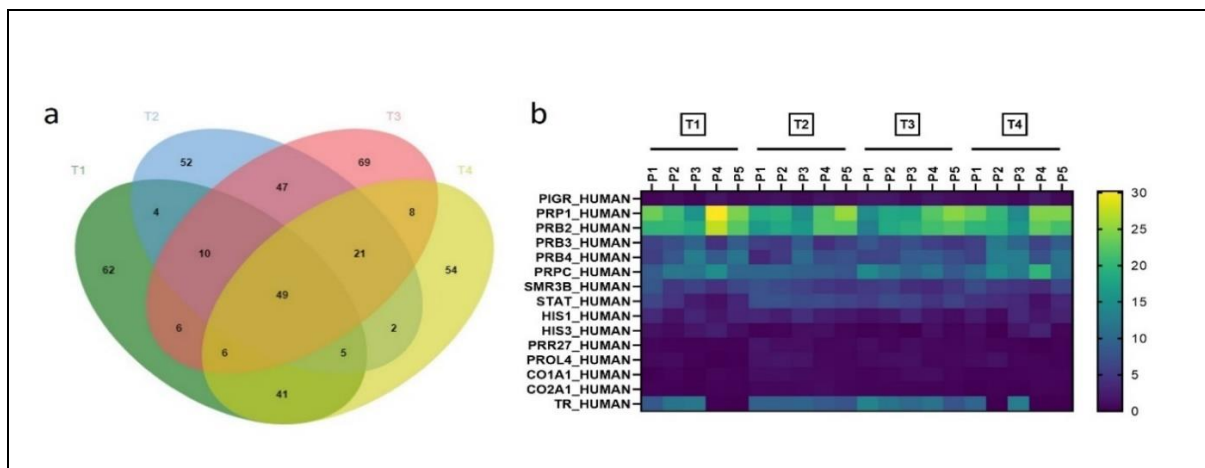 a
T1
T2
T3
T4
52
69
47
4
8
62
10
21
54
49
6
6
5
2
41
b
T1 T2 T3 T4
P1 P2 P3 P4 P5 P1 P2 P3 P4 P5 P1 P2 P3 P4 P5 P1 P2 P3 P4 P5
PIGR_HUMAN
PRP1_HUMAN
PRB2_HUMAN
PRB3_HUMAN
PRB4_HUMAN
PRPC_HUMAN
SMR3B_HUMAN
STAT_HUMAN
HIS1_HUMAN
HIS3_HUMAN
PRR27_HUMAN
PROL4_HUMAN
CO1A1_HUMAN
CO2A1_HUMAN
TR_HUMAN
30
25
20
15
10
5
0